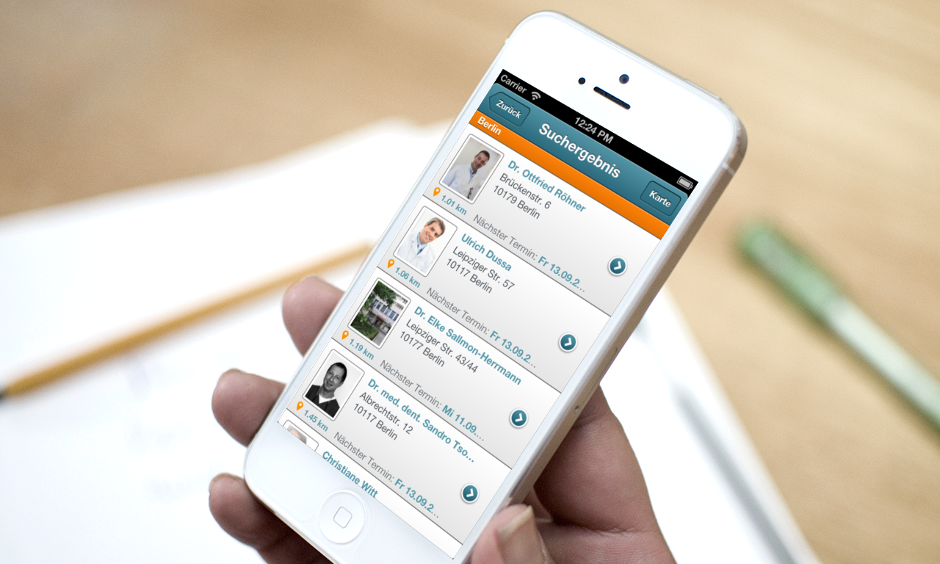 Carrier 12:24 PM
Zurück Suchergebnis Karte
Berlin
Dr. Ottfried Röhner
Brückenstr. 6
10179 Berlin
1,01 km Nächster Termin: Fr 13.09.2...
Ulrich Dussa
Leipziger Str. 57
10117 Berlin
1,06 km Nächster Termin: Fr 13.09.2...
Dr. Elke Sallmon-Herrmann
Leipziger Str. 43/44
10177 Berlin
1,19 km Nächster Termin: Mi 11.09....
Dr. med. dent. Sandro Tso...
Albrechtstr. 12
10117 Berlin
1,45 km Nächster Termin: Fr 13.09.2...
Christiane Witt